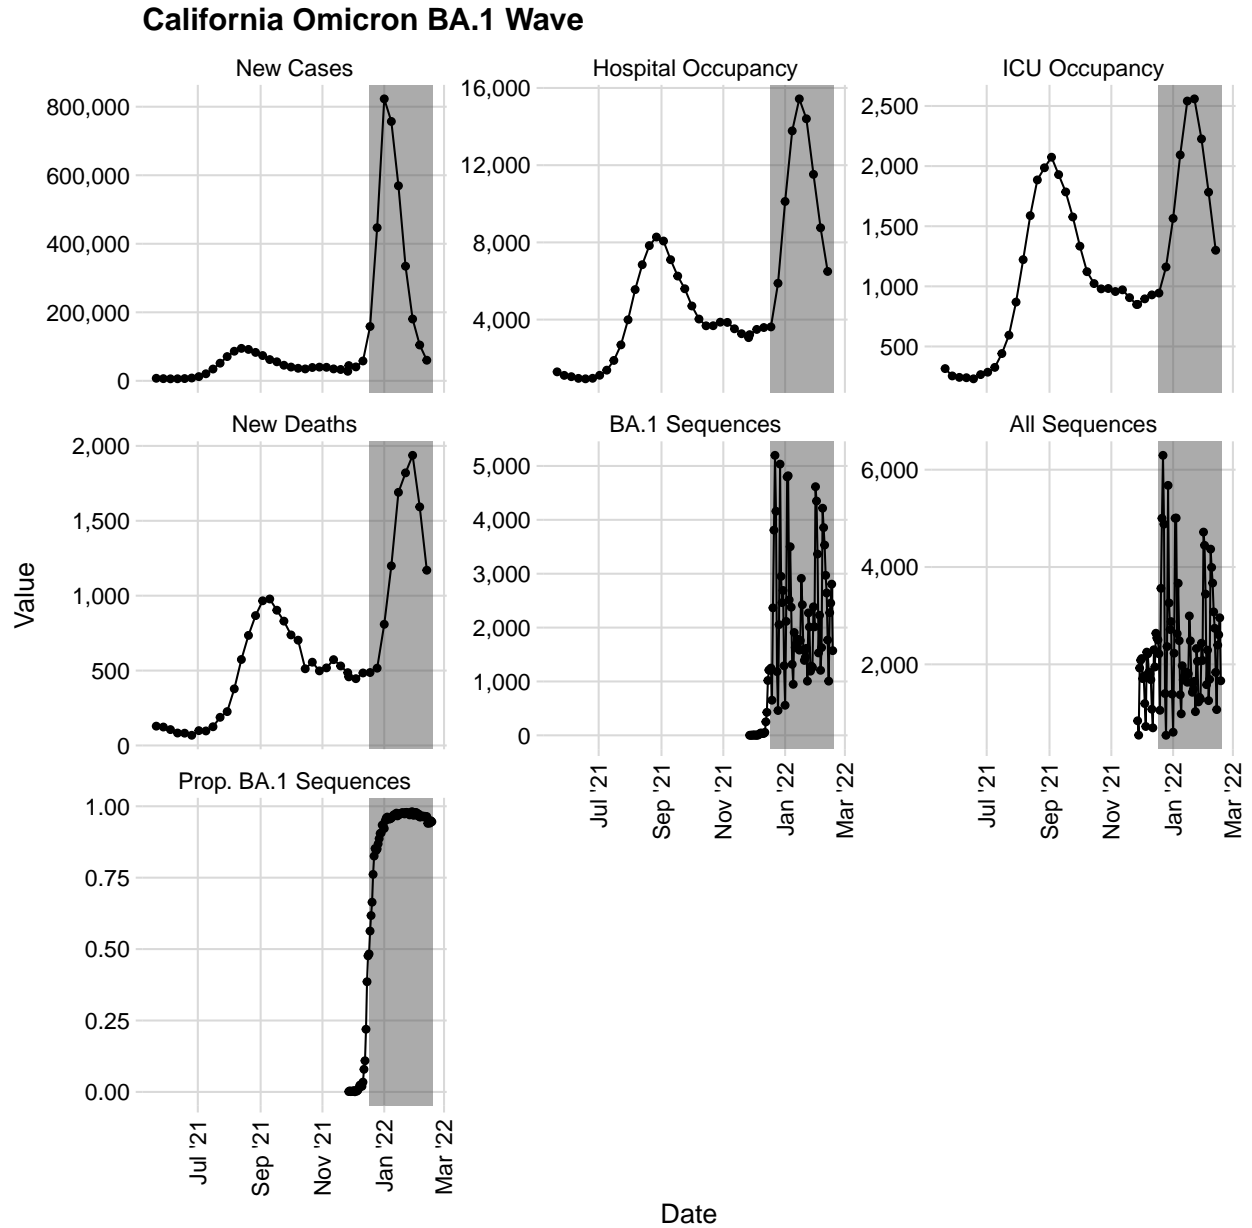 California Omicron BA.1 Wave
New Cases
800,000
600,000
400,000
200,000
0
Hospital Occupancy
16,000
12,000
8,000
4,000
ICU Occupancy
2,500
2,000
1,500
1,000
500
New Deaths
2,000
1,500
1,000
500
0
BA.1 Sequences
5,000
4,000
3,000
2,000
1,000
0
Jul '21
Sep '21
Nov '21
Jan '22
Mar '22
All Sequences
6,000
4,000
2,000
Jul '21
Sep '21
Nov '21
Jan '22
Mar '22
Prop. BA.1 Sequences
1.00
0.75
0.50
0.25
0.00
Jul '21
Sep '21
Nov '21
Jan '22
Mar '22
Value
Date